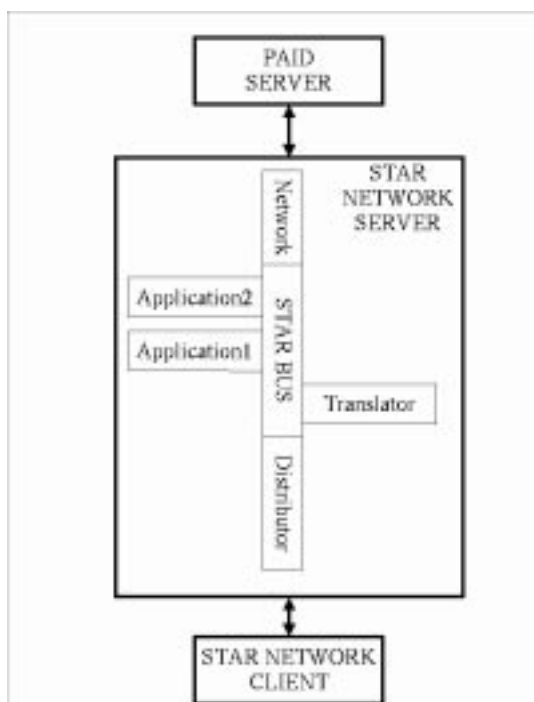 PAID
SERVER
STAR
NETWORK
SERVER
Network
Application2
STAR BUS
Application1
Translator
Distributor
STAR NETWORK
CLIENT